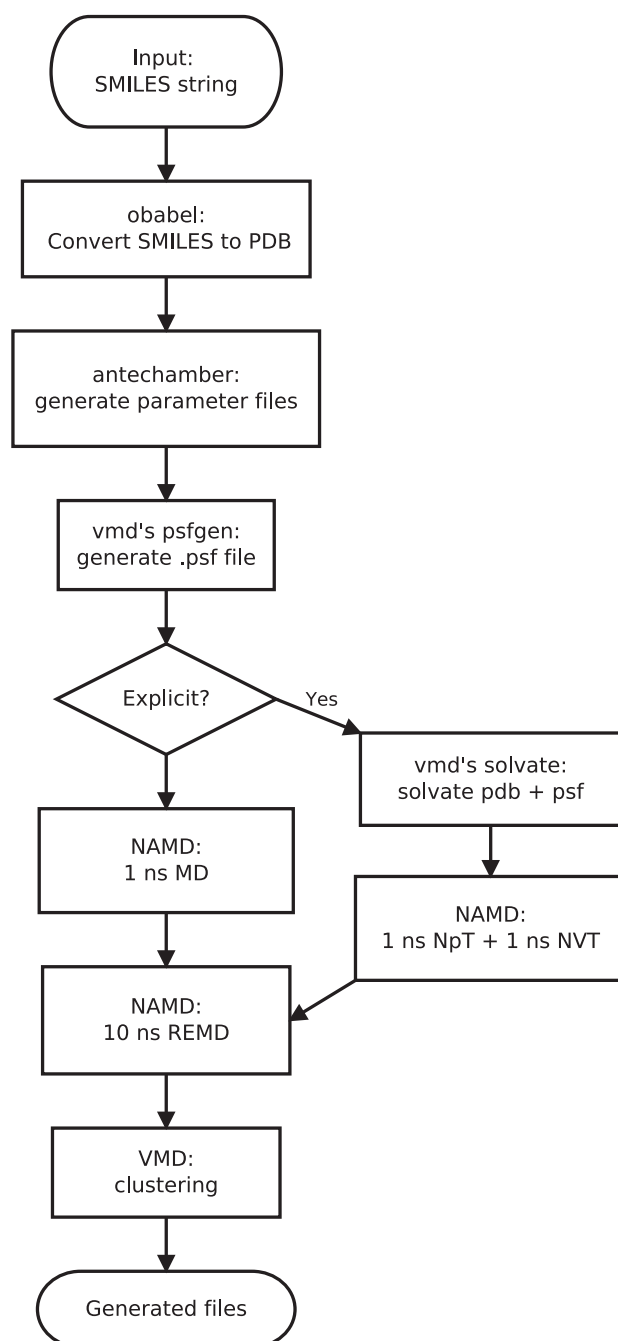 Input:
SMILES string
obabel:
Convert SMILES to PDB
antechamber:
generate parameter files
vmd's psfgen:
generate .psf file
Explicit?
Yes
vmd's solvate:
solvate pdb + psf
NAMD:
1 ns MD
NAMD:
1 ns NpT + 1 ns NVT
NAMD:
10 ns REMD
VMD:
clustering
Generated files